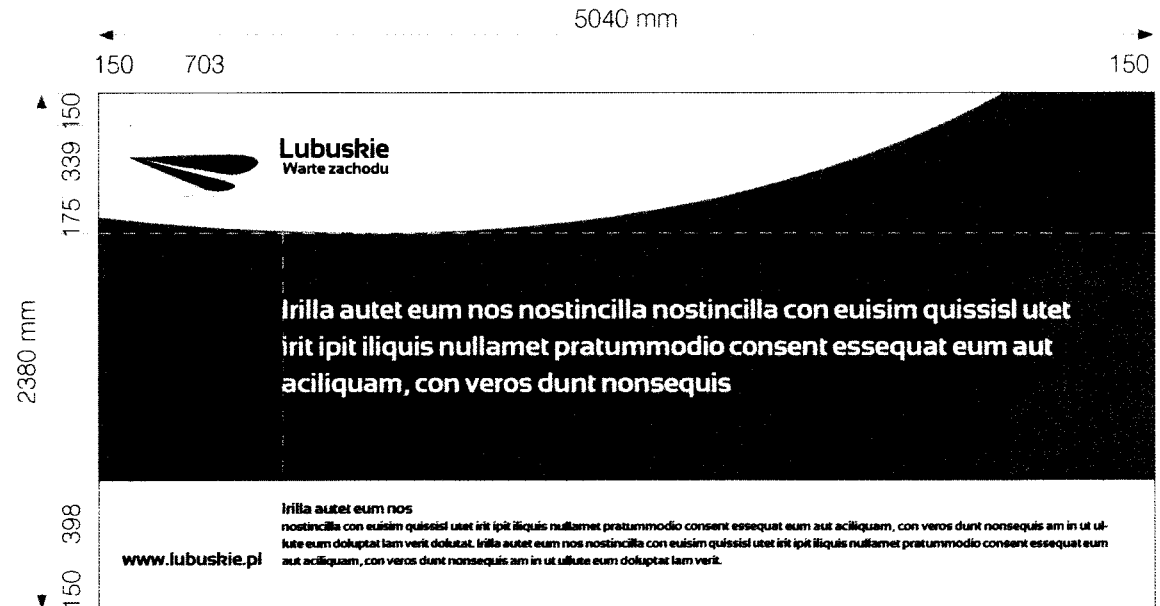 5040 mm
150 703 150
150
339
175
2380 mm
398
150
Lubuskie
Warte zachodu
Irilla autet eum nos nostincilla nostincilla con euisim quissisl utet
irit ipit iliquis nullamet pratummodio consent essequat eum aut
aciliquam, con veros dunt nonsequis
Irilla autet eum nos
nostincilla con euisim quissisl utet irit ipit iliquis nullamet pratummodio consent essequat eum aut aciliquam, con veros dunt nonsequis am in ut ul-
lute eum doluptat lam verit dolutat. Irilla autet eum nos nostincilla con euisim quissisl utet irit ipit iliquis nullamet pratummodio consent essequat eum
aut aciliquam, con veros dunt nonsequis am in ut ullute eum doluptat lam verit.
www.lubuskie.pl